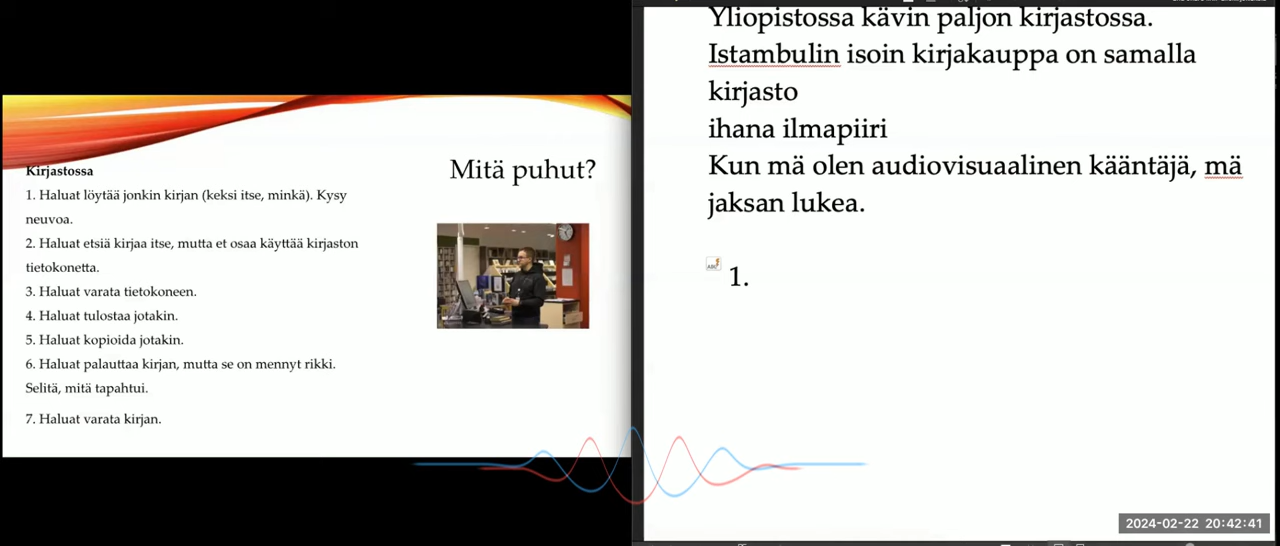 Kirjastossa
1. Haluat löytää jonkin kirjan (keksi itse, minkä). Kysy
neuvoa.
2. Haluat etsiä kirjaa itse, mutta et osaa käyttää kirjaston
tietokonetta.
3. Haluat varata tietokoneen.
4. Haluat tulostaa jotakin.
5. Haluat kopioida jotakin.
6. Haluat palauttaa kirjan, mutta se on mennyt rikki.
Selitä, mitä tapahtui.
7. Haluat varata kirjan.
Mitä puhut?
Yliopistossa kävin paljon kirjastossa.
Istambulin isoin kirjakauppa on samalla
kirjasto
ihana ilmapiiri
Kun mä olen audiovisuaalinen kääntäjä, mä
jaksan lukea.
1.
2024-02-22 20:42:41